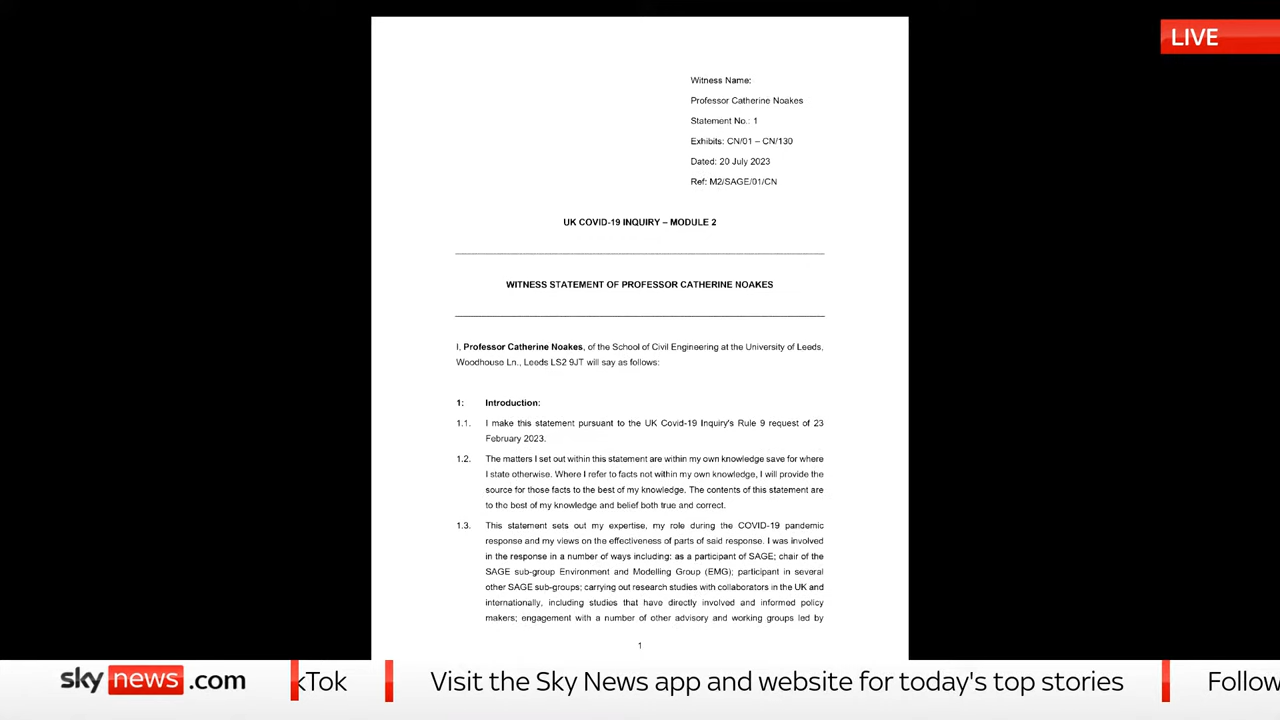 LIVE
Witness Name:
Professor Catherine Noakes
Statement No.: 1
Exhibits: CN/01 – CN/130
Dated: 20 July 2023
Ref: M2/SAGE/01/CN
UK COVID-19 INQUIRY – MODULE 2
WITNESS STATEMENT OF PROFESSOR CATHERINE NOAKES
I, Professor Catherine Noakes, of the School of Civil Engineering at the University of Leeds,
Woodhouse Ln., Leeds LS2 9JT will say as follows:
1: Introduction:
1.1. I make this statement pursuant to the UK Covid-19 Inquiry's Rule 9 request of 23
February 2023.
1.2. The matters I set out within this statement are within my own knowledge save for where
I state otherwise. Where I refer to facts not within my own knowledge, I will provide the
source for those facts to the best of my knowledge. The contents of this statement are
to the best of my knowledge and belief both true and correct.
1.3. This statement sets out my expertise, my role during the COVID-19 pandemic
response and my views on the effectiveness of parts of said response. I was involved
in the response in a number of ways including: as a participant of SAGE; chair of the
SAGE sub-group Environment and Modelling Group (EMG); participant in several
other SAGE sub-groups; carrying out research studies with collaborators in the UK and
internationally, including studies that have directly involved and informed policy
makers; engagement with a number of other advisory and working groups led by
1
sky news .com kTok Visit the Sky News app and website for today's top stories Follow